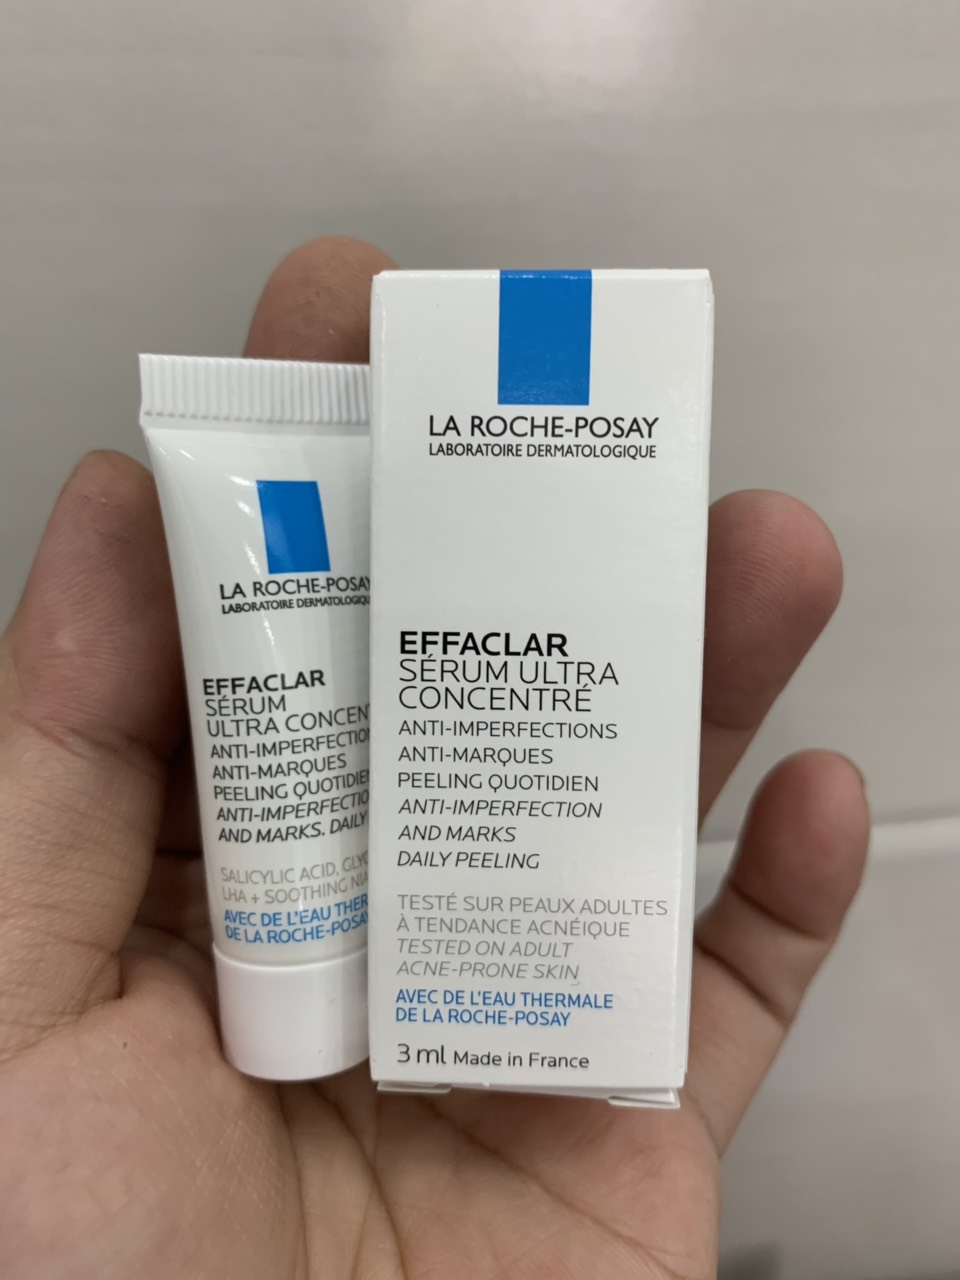 LA ROCHE-POSAY
LABORATOIRE DERMATOLOGIQUE
EFFACLAR
SÉRUM
ULTRA CONCEN
ANTI-IMPERFECTION
ANTI-MARQUES
PEELING QUOTIDIEN
ANTI-IMPERFECTIO
AND MARKS. DAILY
SALICYLIC ACID, GLYC
LHA + SOOTHING NIA
AVEC DE L'EAU THER
DE LA ROCHE-POSAY
LA ROCHE-POSAY
LABORATOIRE DERMATOLOGIQUE
EFFACLAR
SÉRUM ULTRA
CONCENTRÉ
ANTI-IMPERFECTIONS
ANTI-MARQUES
PEELING QUOTIDIEN
ANTI-IMPERFECTION
AND MARKS
DAILY PEELING
TESTÉ SUR PEAUX ADULTES
À TENDANCE ACNÉIQUE
TESTED ON ADULT
ACNE-PRONE SKIN
AVEC DE L'EAU THERMALE
DE LA ROCHE-POSAY
3 ml Made in France